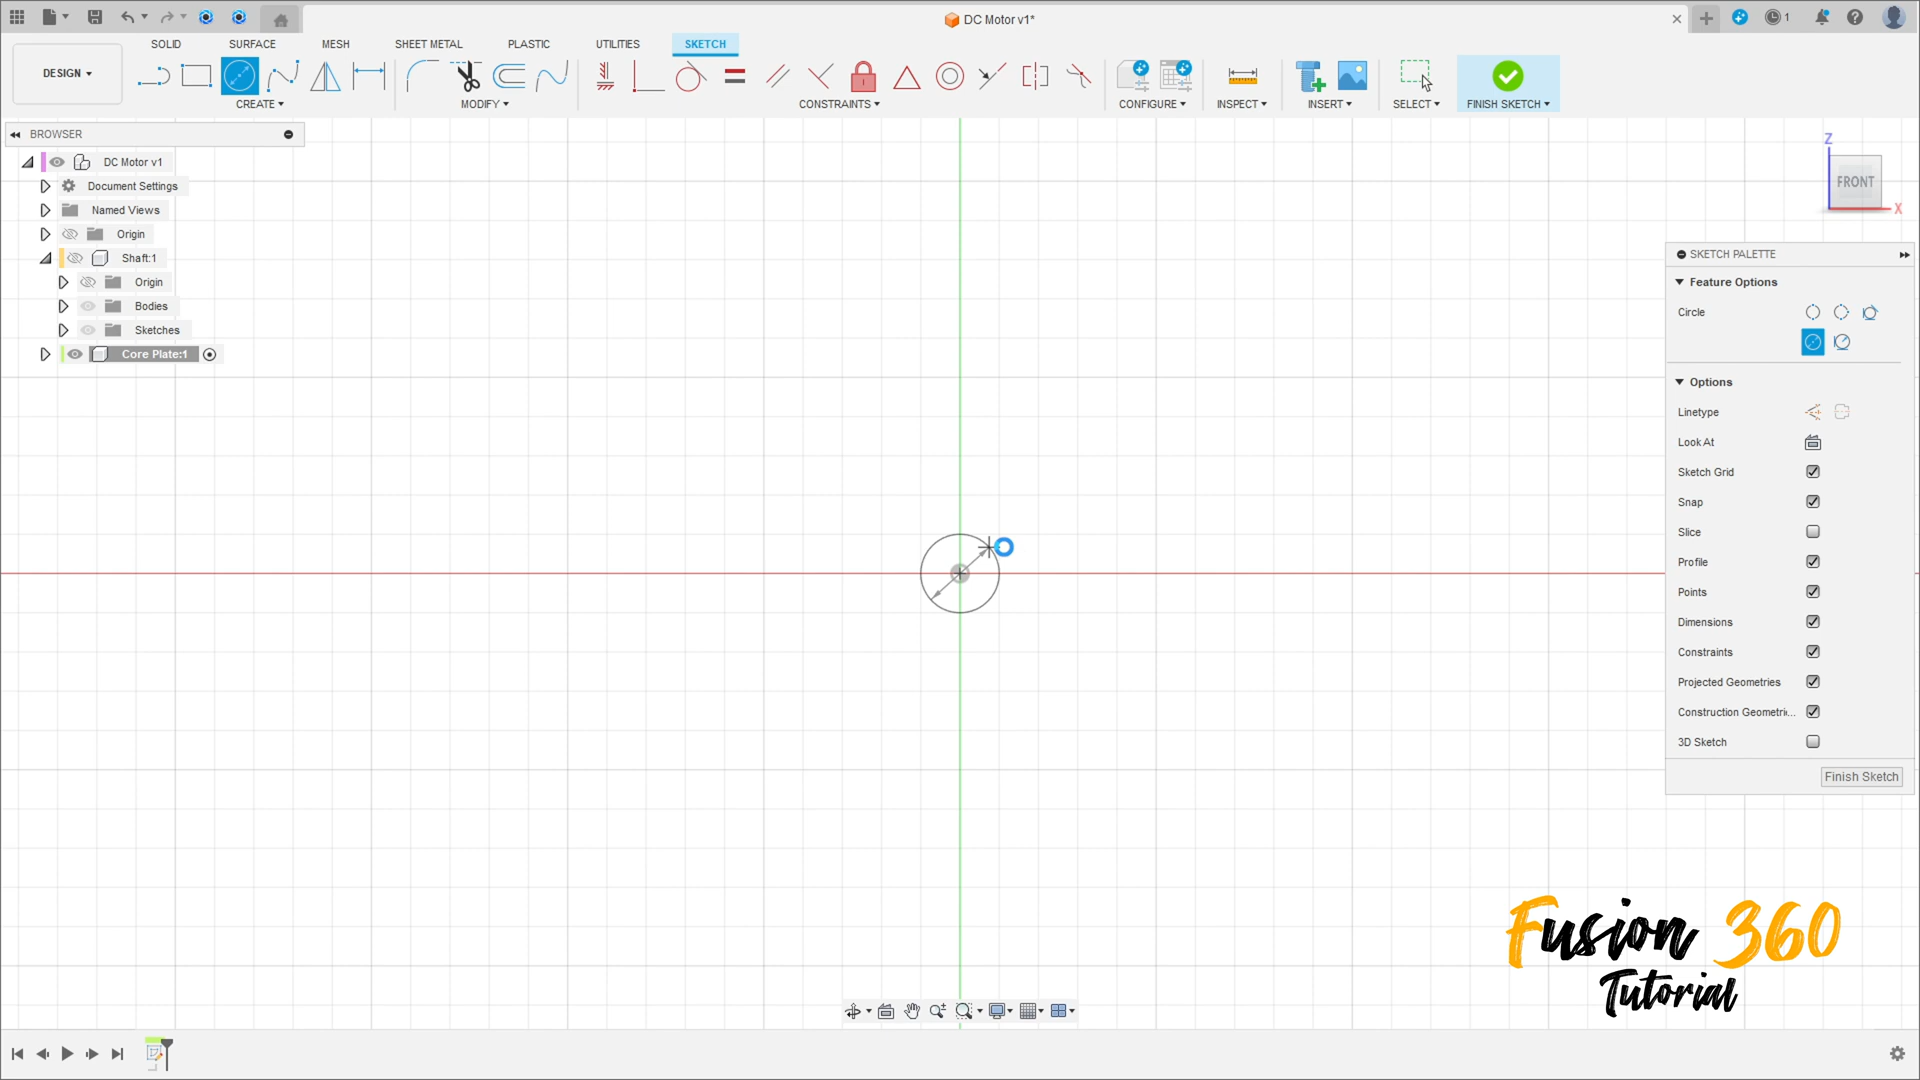 DC Motor v1*
1
SOLID
SURFACE
MESH
SHEET METAL
PLASTIC
UTILITIES
SKETCH
DESIGN
CREATE
MODIFY
CONSTRAINTS
CONFIGURE
INSPECT
INSERT
SELECT
FINISH SKETCH
BROWSER
DC Motor v1
Document Settings
Named Views
Origin
Shaft:1
Origin
Bodies
Sketches
Core Plate:1
Z
FRONT
X
SKETCH PALETTE
Feature Options
Circle
Options
Linetype
Look At
Sketch Grid
Snap
Slice
Profile
Points
Dimensions
Constraints
Projected Geometries
Construction Geometri...
3D Sketch
Finish Sketch
Fusion 360
Tutorial